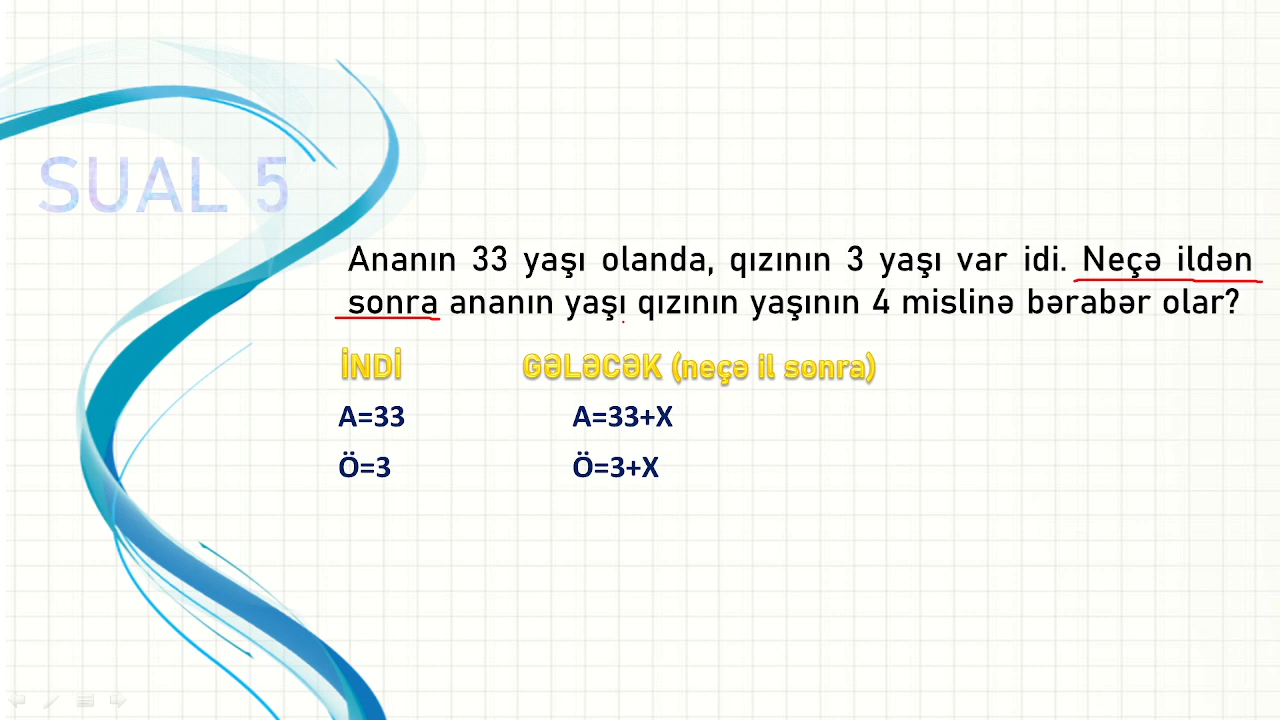 SUAL 5
Ananın 33 yaşı olanda, qızının 3 yaşı var idi. Neçə ildən
sonra ananın yaşı qızının yaşının 4 mislinə bərabər olar?
İNDİ GƏLƏCƏK (neçə il sonra)
A=33 A=33+X
Ö=3 Ö=3+X